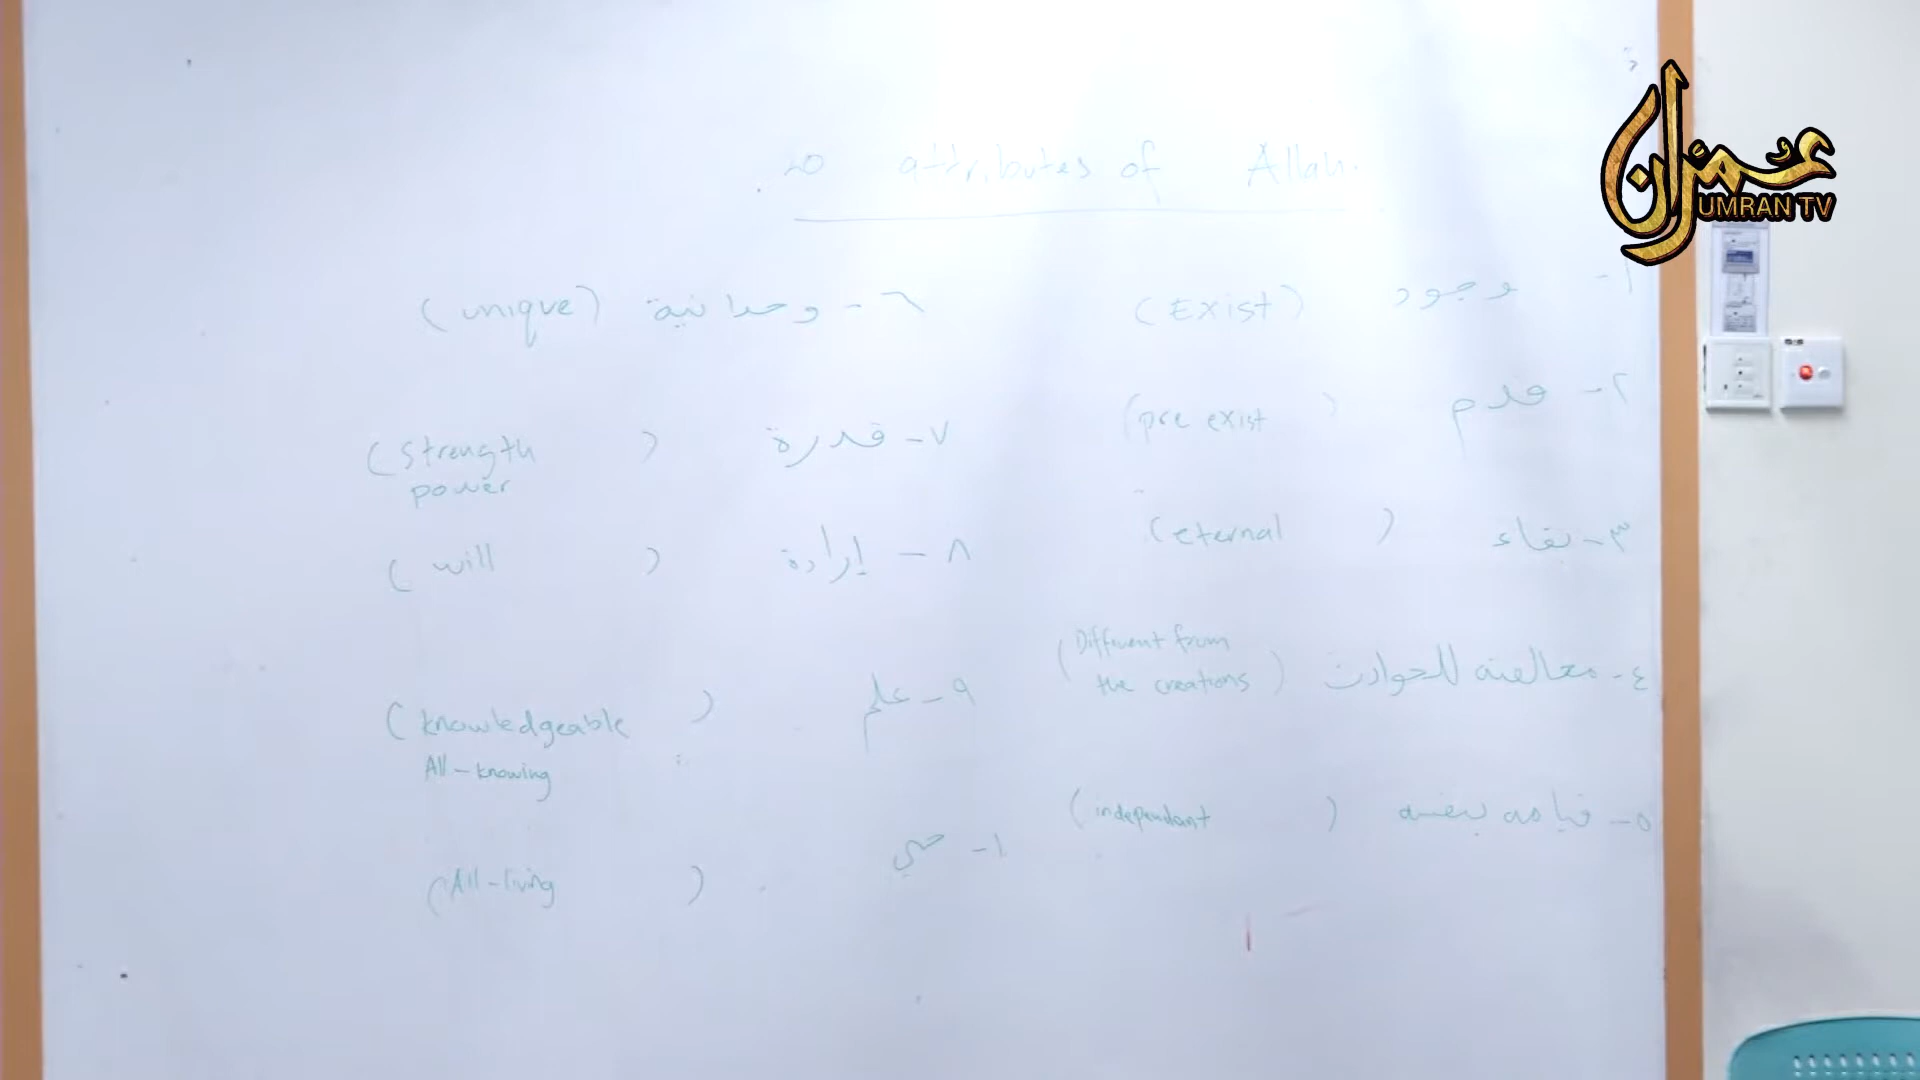 20 attributes of Allah.
١- وجود (Exist)
٢- قدم (pre exist)
٣- بقاء (eternal)
٤- مخالفته للحوادث (Different from
the creations)
٥- قيامه بنفسه (independant)
٦- وحدانية (unique)
٧- قدرة (strength
power)
٨- إرادة (will)
٩- علم (knowledgeable)
All-knowing
١- حي (All-living)
عمران
UMRAN TV